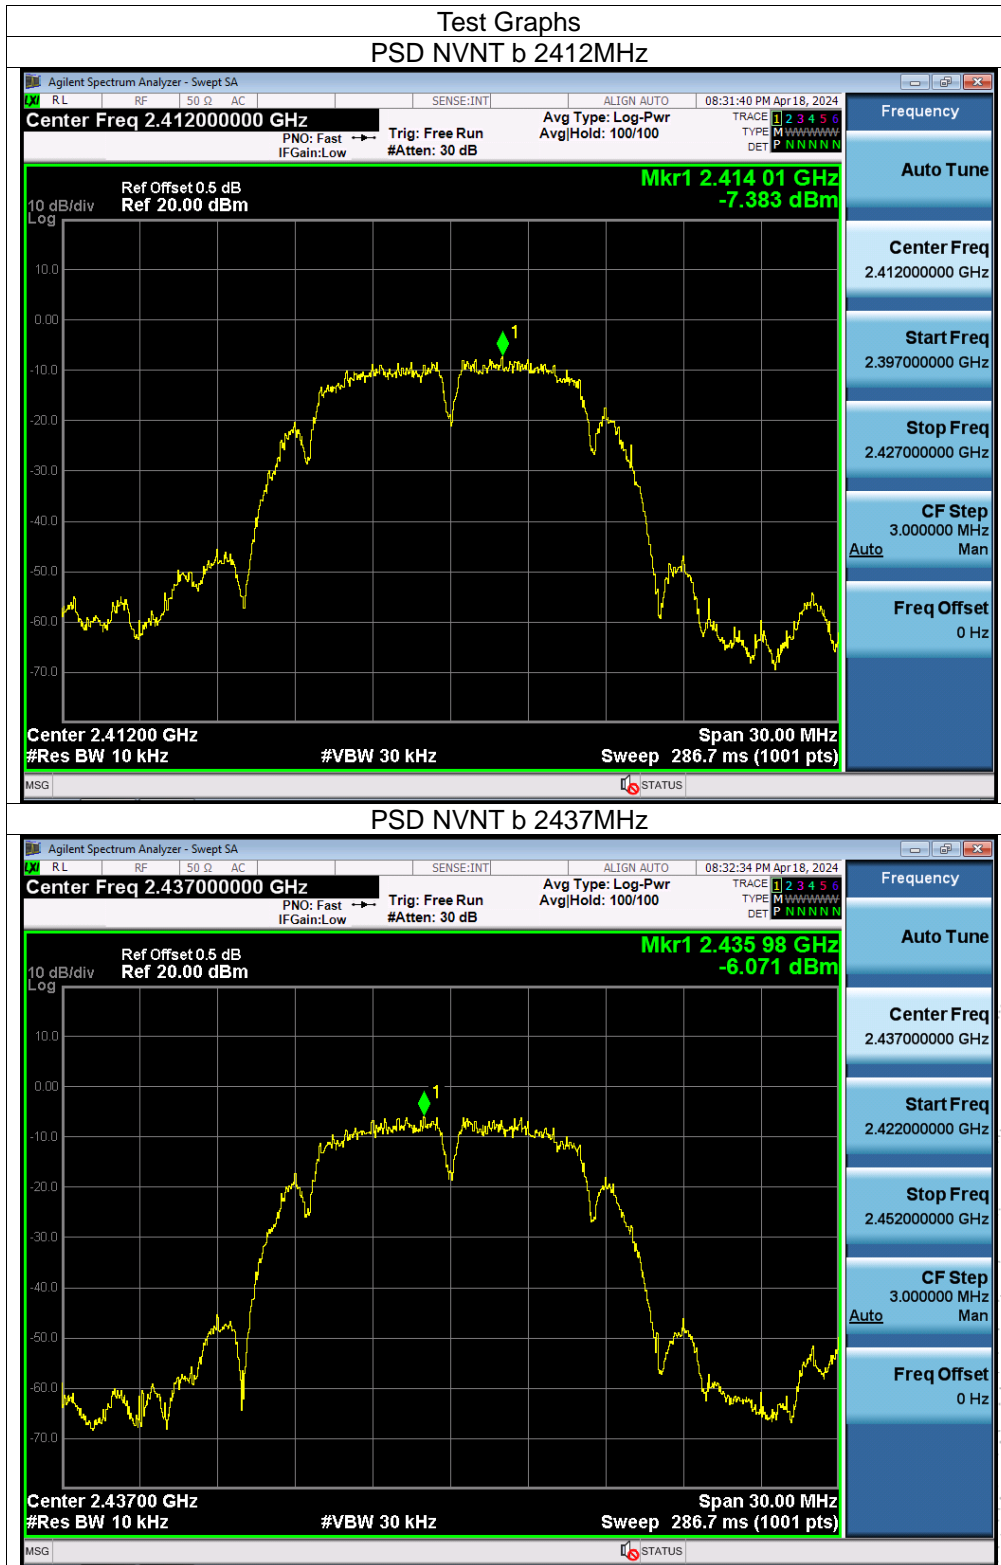 Test Graphs
PSD NVNT b 2412MHz
Agilent Spectrum Analyzer - Swept SA
LXI RL RF 50 Ω AC SENSE:INT ALIGN AUTO 08:31:40 PM Apr 18, 2024
Center Freq 2.412000000 GHz
PNO: Fast
IFGain:Low
Trig: Free Run
#Atten: 30 dB
Avg Type: Log-Pwr
Avg|Hold: 100/100
TRACE 1 2 3 4 5 6
TYPE M WWWWW
DET P N N N N N
Mkr1 2.414 01 GHz
-7.383 dBm
Ref Offset 0.5 dB
10 dB/div Ref 20.00 dBm
Log
10.0
0.00
-10.0
-20.0
-30.0
-40.0
-50.0
-60.0
-70.0
1
Center 2.41200 GHz Span 30.00 MHz
#Res BW 10 kHz #VBW 30 kHz Sweep 286.7 ms (1001 pts)
MSG STATUS
Frequency
Auto Tune
Center Freq
2.412000000 GHz
Start Freq
2.397000000 GHz
Stop Freq
2.427000000 GHz
CF Step
3.000000 MHz
Auto Man
Freq Offset
0 Hz
PSD NVNT b 2437MHz
Agilent Spectrum Analyzer - Swept SA
LXI RL RF 50 Ω AC SENSE:INT ALIGN AUTO 08:32:34 PM Apr 18, 2024
Center Freq 2.437000000 GHz
PNO: Fast
IFGain:Low
Trig: Free Run
#Atten: 30 dB
Avg Type: Log-Pwr
Avg|Hold: 100/100
TRACE 1 2 3 4 5 6
TYPE M WWWWW
DET P N N N N N
Mkr1 2.435 98 GHz
-6.071 dBm
Ref Offset 0.5 dB
10 dB/div Ref 20.00 dBm
Log
10.0
0.00
-10.0
-20.0
-30.0
-40.0
-50.0
-60.0
-70.0
1
Center 2.43700 GHz Span 30.00 MHz
#Res BW 10 kHz #VBW 30 kHz Sweep 286.7 ms (1001 pts)
MSG STATUS
Frequency
Auto Tune
Center Freq
2.437000000 GHz
Start Freq
2.422000000 GHz
Stop Freq
2.452000000 GHz
CF Step
3.000000 MHz
Auto Man
Freq Offset
0 Hz